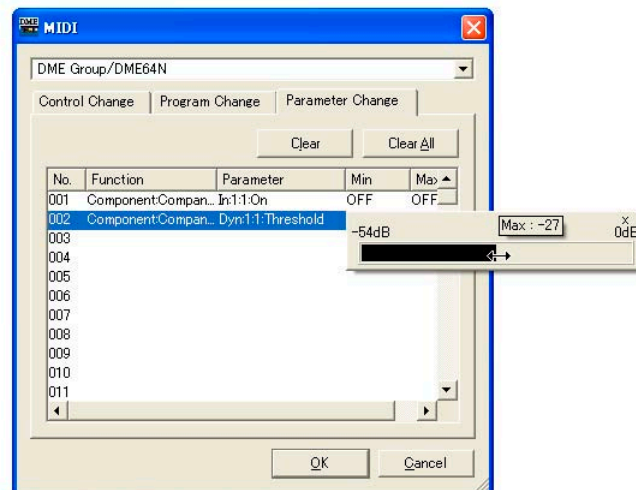 DME MIDI
DME Group/DME64N
Control Change Program Change Parameter Change
Clear Clear All
No. Function Parameter Min Max
001 Component:Compan... In:1:1:On OFF OFF
002 Component:Compan... Dyn:1:1:Threshold
003
-54dB Max : -27 x 0dB
004
005
006
007
008
009
010
011
OK Cancel